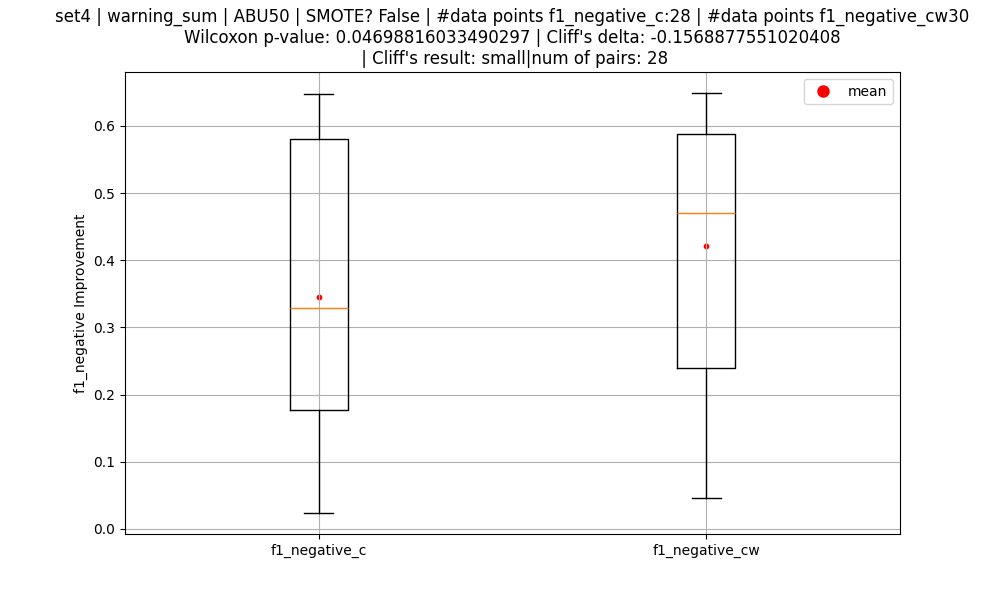 set4 | warning_sum | ABU50 | SMOTE? False | #data points f1_negative_c:28 | #data points f1_negative_cw30
Wilcoxon p-value: 0.04698816033490297 | Cliff's delta: -0.1568877551020408
| Cliff's result: small|num of pairs: 28
mean
0.6
0.5
0.4
0.3
0.2
0.1
0.0
f1_negative Improvement
f1_negative_c
f1_negative_cw